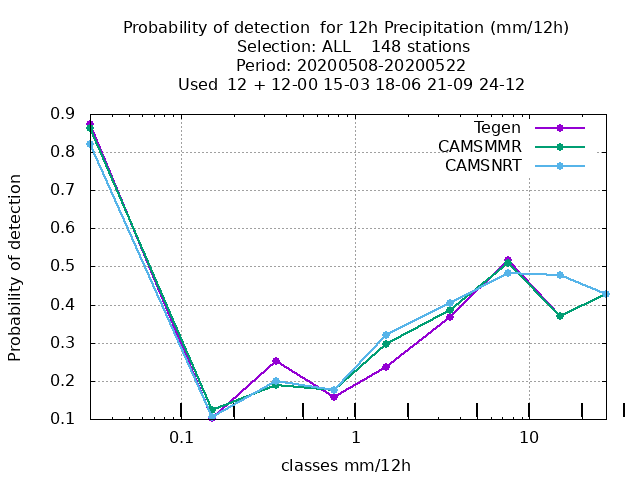 Probability of detection  for 12h Precipitation (mm/12h)
Selection: ALL    148 stations
Period: 20200508-20200522
Used  12 + 12-00 15-03 18-06 21-09 24-12
Tegen
CAMSMMR
CAMSNRT
Probability of detection
0.9
0.8
0.7
0.6
0.5
0.4
0.3
0.2
0.1
0.1
1
10
classes mm/12h